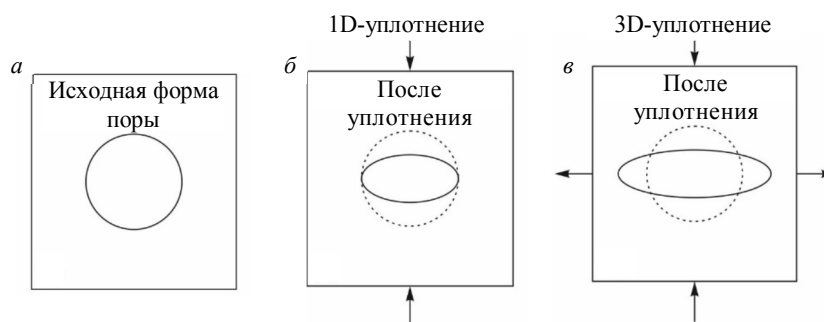 а
Исходная форма
поры
1D-уплотнение
б
После
уплотнения
3D-уплотнение
в
После
уплотнения